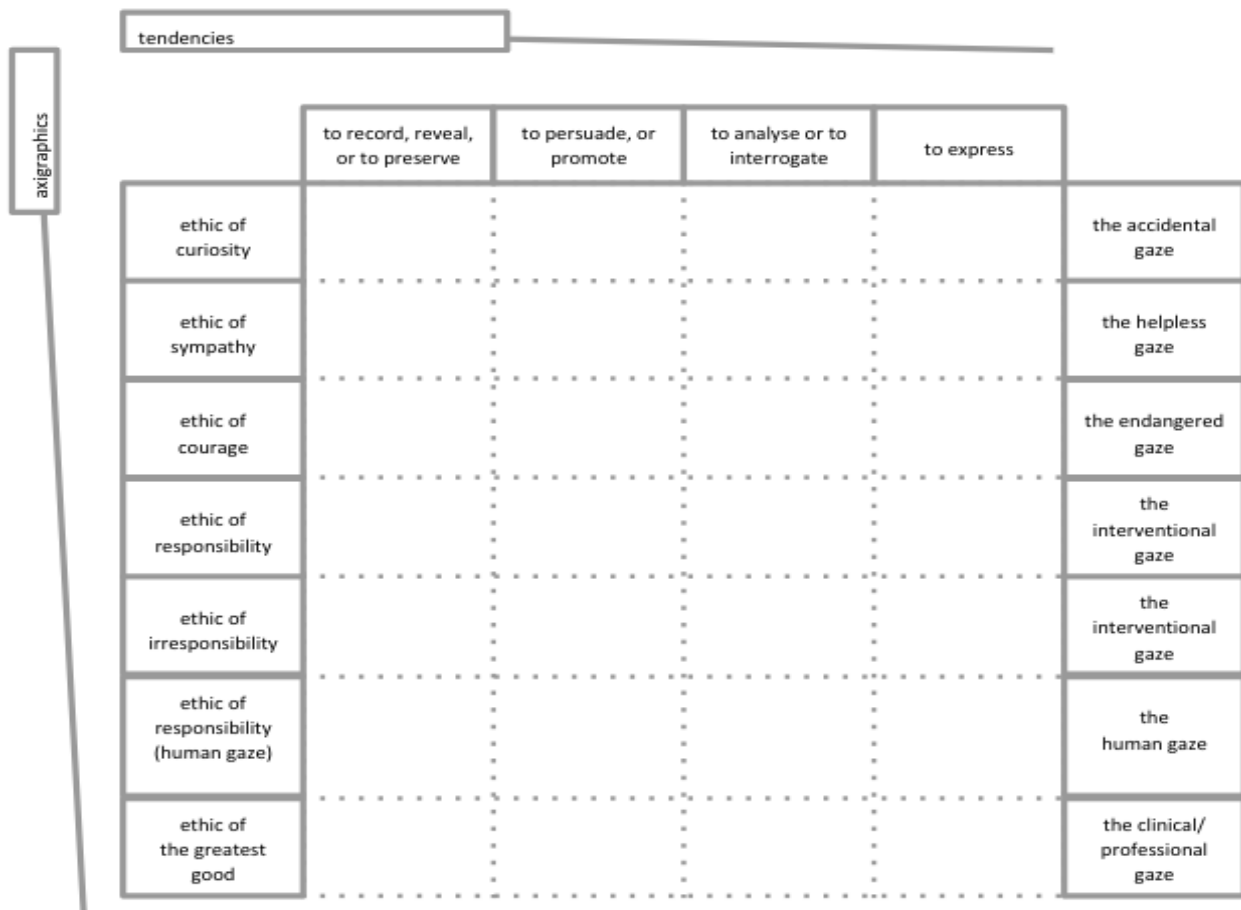 tendencies
axigraphics
to record, reveal,
or to preserve
to persuade, or
promote
to analyse or to
interrogate
to express
ethic of
curiosity
the accidental
gaze
ethic of
sympathy
the helpless
gaze
ethic of
courage
the endangered
gaze
ethic of
responsibility
the
interventional
gaze
ethic of
irresponsibility
the
interventional
gaze
ethic of
responsibility
(human gaze)
the
human gaze
ethic of
the greatest
good
the clinical/
professional
gaze